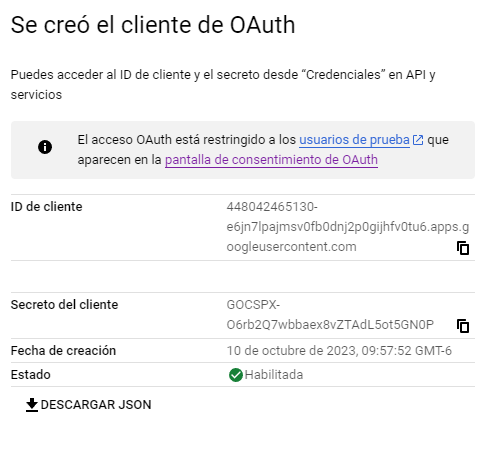 Se creó el cliente de OAuth
Puedes acceder al ID de cliente y el secreto desde “Credenciales” en API y
servicios
El acceso OAuth está restringido a los usuarios de prueba que
aparecen en la pantalla de consentimiento de OAuth
ID de cliente
448042465130-
e6jn7lpajmsv0fb0dnj2p0gijhfv0tu6.apps.g
oogleusercontent.com
Secreto del cliente
GOCSPX-
O6rb2Q7wbbaex8vZTAdL5ot5GN0P
Fecha de creación
10 de octubre de 2023, 09:57:52 GMT-6
Estado
Habilitada
DESCARGAR JSON